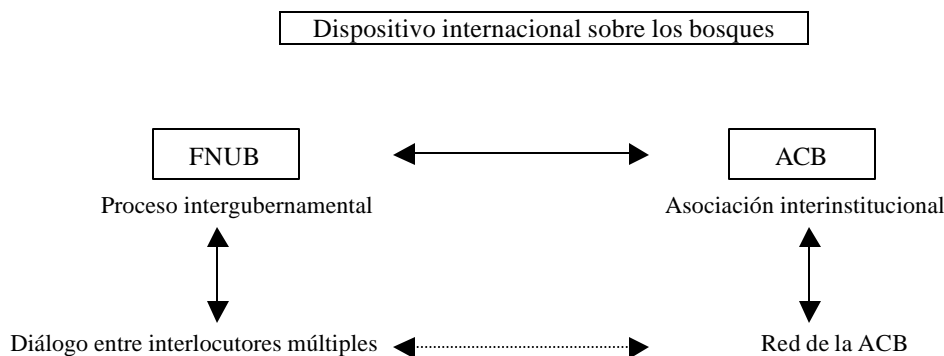 Dispositivo internacional sobre los bosques
FNUB
ACB
Proceso intergubernamental
Asociación interinstitucional
Diálogo entre interlocutores múltiples
Red de la ACB